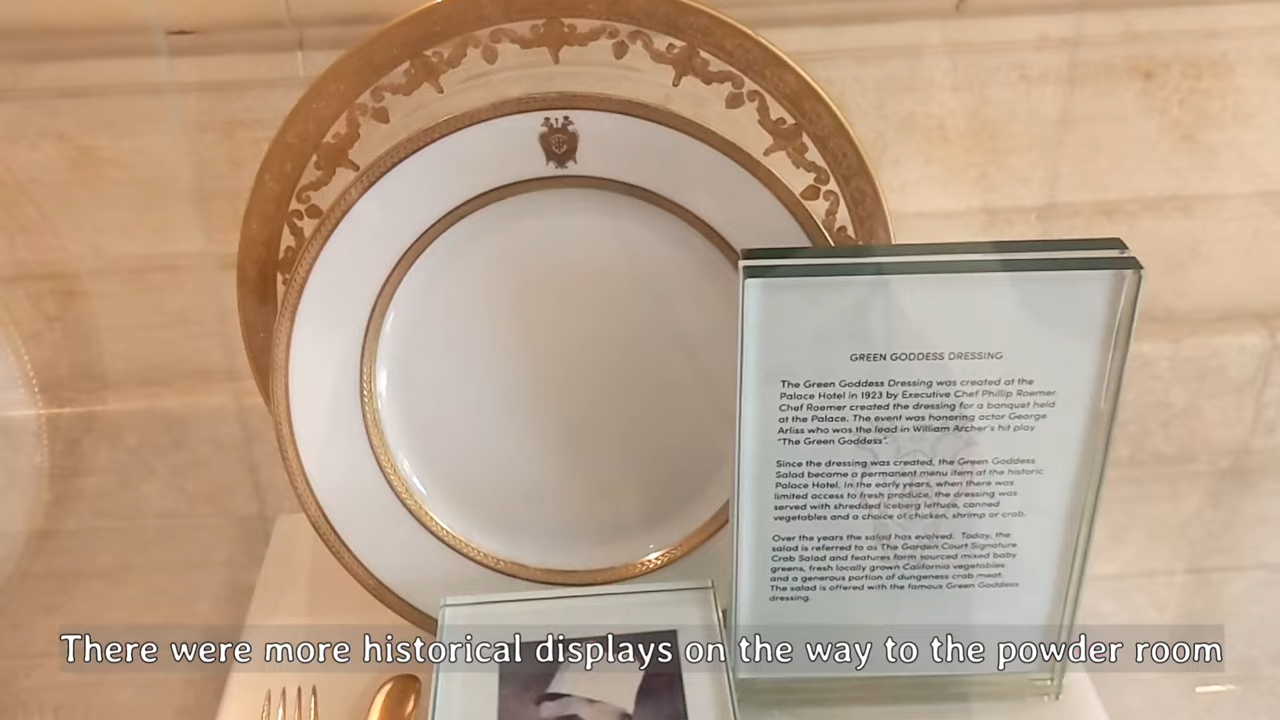 GREEN GODDESS DRESSING
The Green Goddess Dressing was created at the
Palace Hotel in 1923 by Executive Chef Phillip Roemer.
Chef Roemer created the dressing for a banquet held
at the Palace. The event was honoring actor George
Arliss who was the lead in William Archer's hit play
"The Green Goddess".
Since the dressing was created, the Green Goddess
Salad became a permanent menu item at the historic
Palace Hotel. In the early years, when there was
limited access to fresh produce, the dressing was
served with shredded iceberg lettuce, canned
vegetables and a choice of chicken, shrimp or crab.
Over the years the salad has evolved. Today, the
salad is referred to as The Garden Court Signature
Crab Salad and features farm sourced mixed baby
greens, fresh locally grown California vegetables
and a generous portion of dungeness crab meat.
The salad is offered with the famous Green Goddess
dressing.
There were more historical displays on the way to the powder room